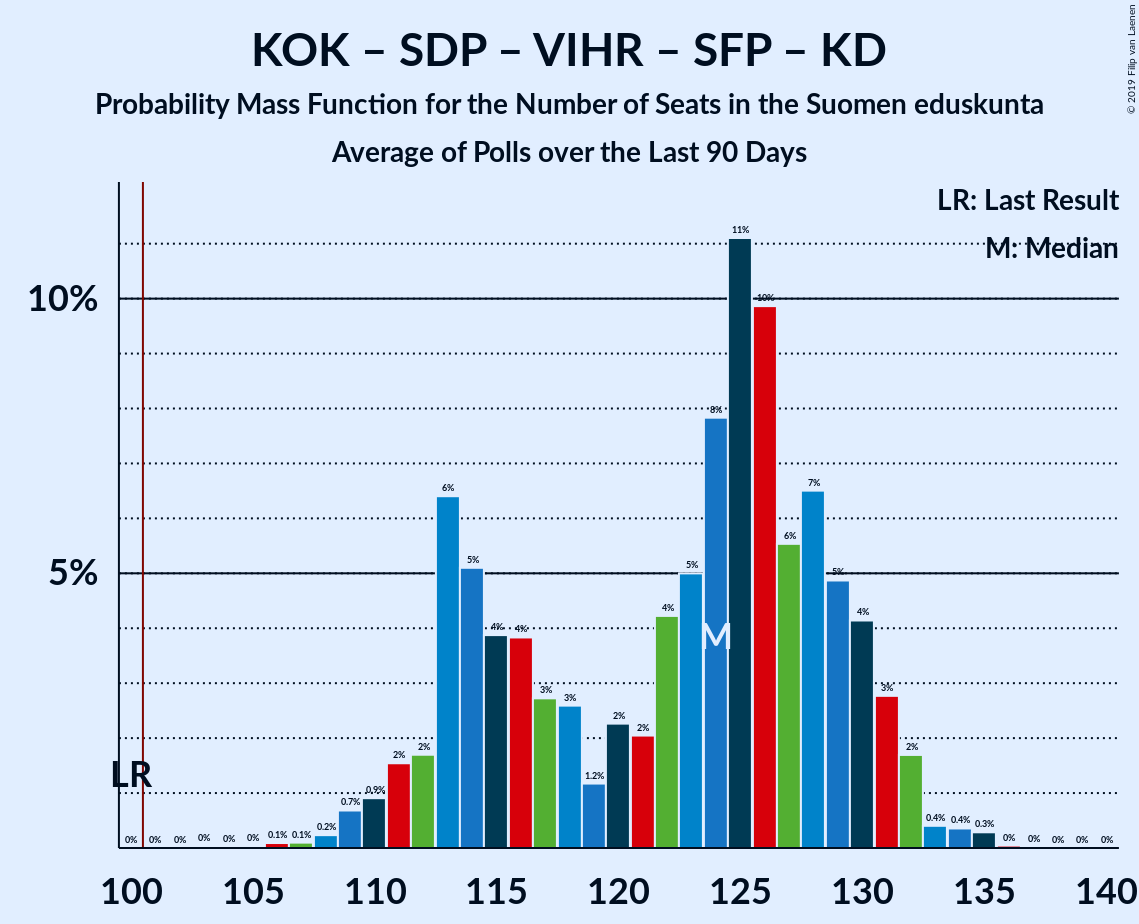 KOK – SDP – VIHR – SFP – KD
Probability Mass Function for the Number of Seats in the Suomen eduskunta
Average of Polls over the Last 90 Days
© 2019 Filip van Laenen
LR: Last Result
M: Median
10%
5%
LR
M
0% 0% 0% 0% 0% 0% 0.1% 0.1% 0.2% 0.7% 0.9% 2% 2% 6% 5% 4% 4% 3% 3% 1.2% 2% 2% 4% 5% 8% 11% 10% 6% 7% 5% 4% 3% 2% 0.4% 0.4% 0.3% 0% 0% 0% 0% 0%
100 105 110 115 120 125 130 135 140